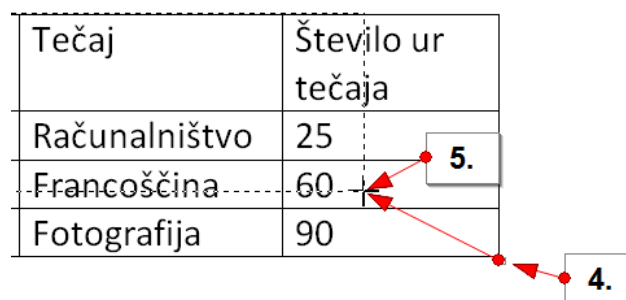 Tečaj
Število ur
tečaja
Računalništvo
25
5.
Francoščina
60
Fotografija
90
4.